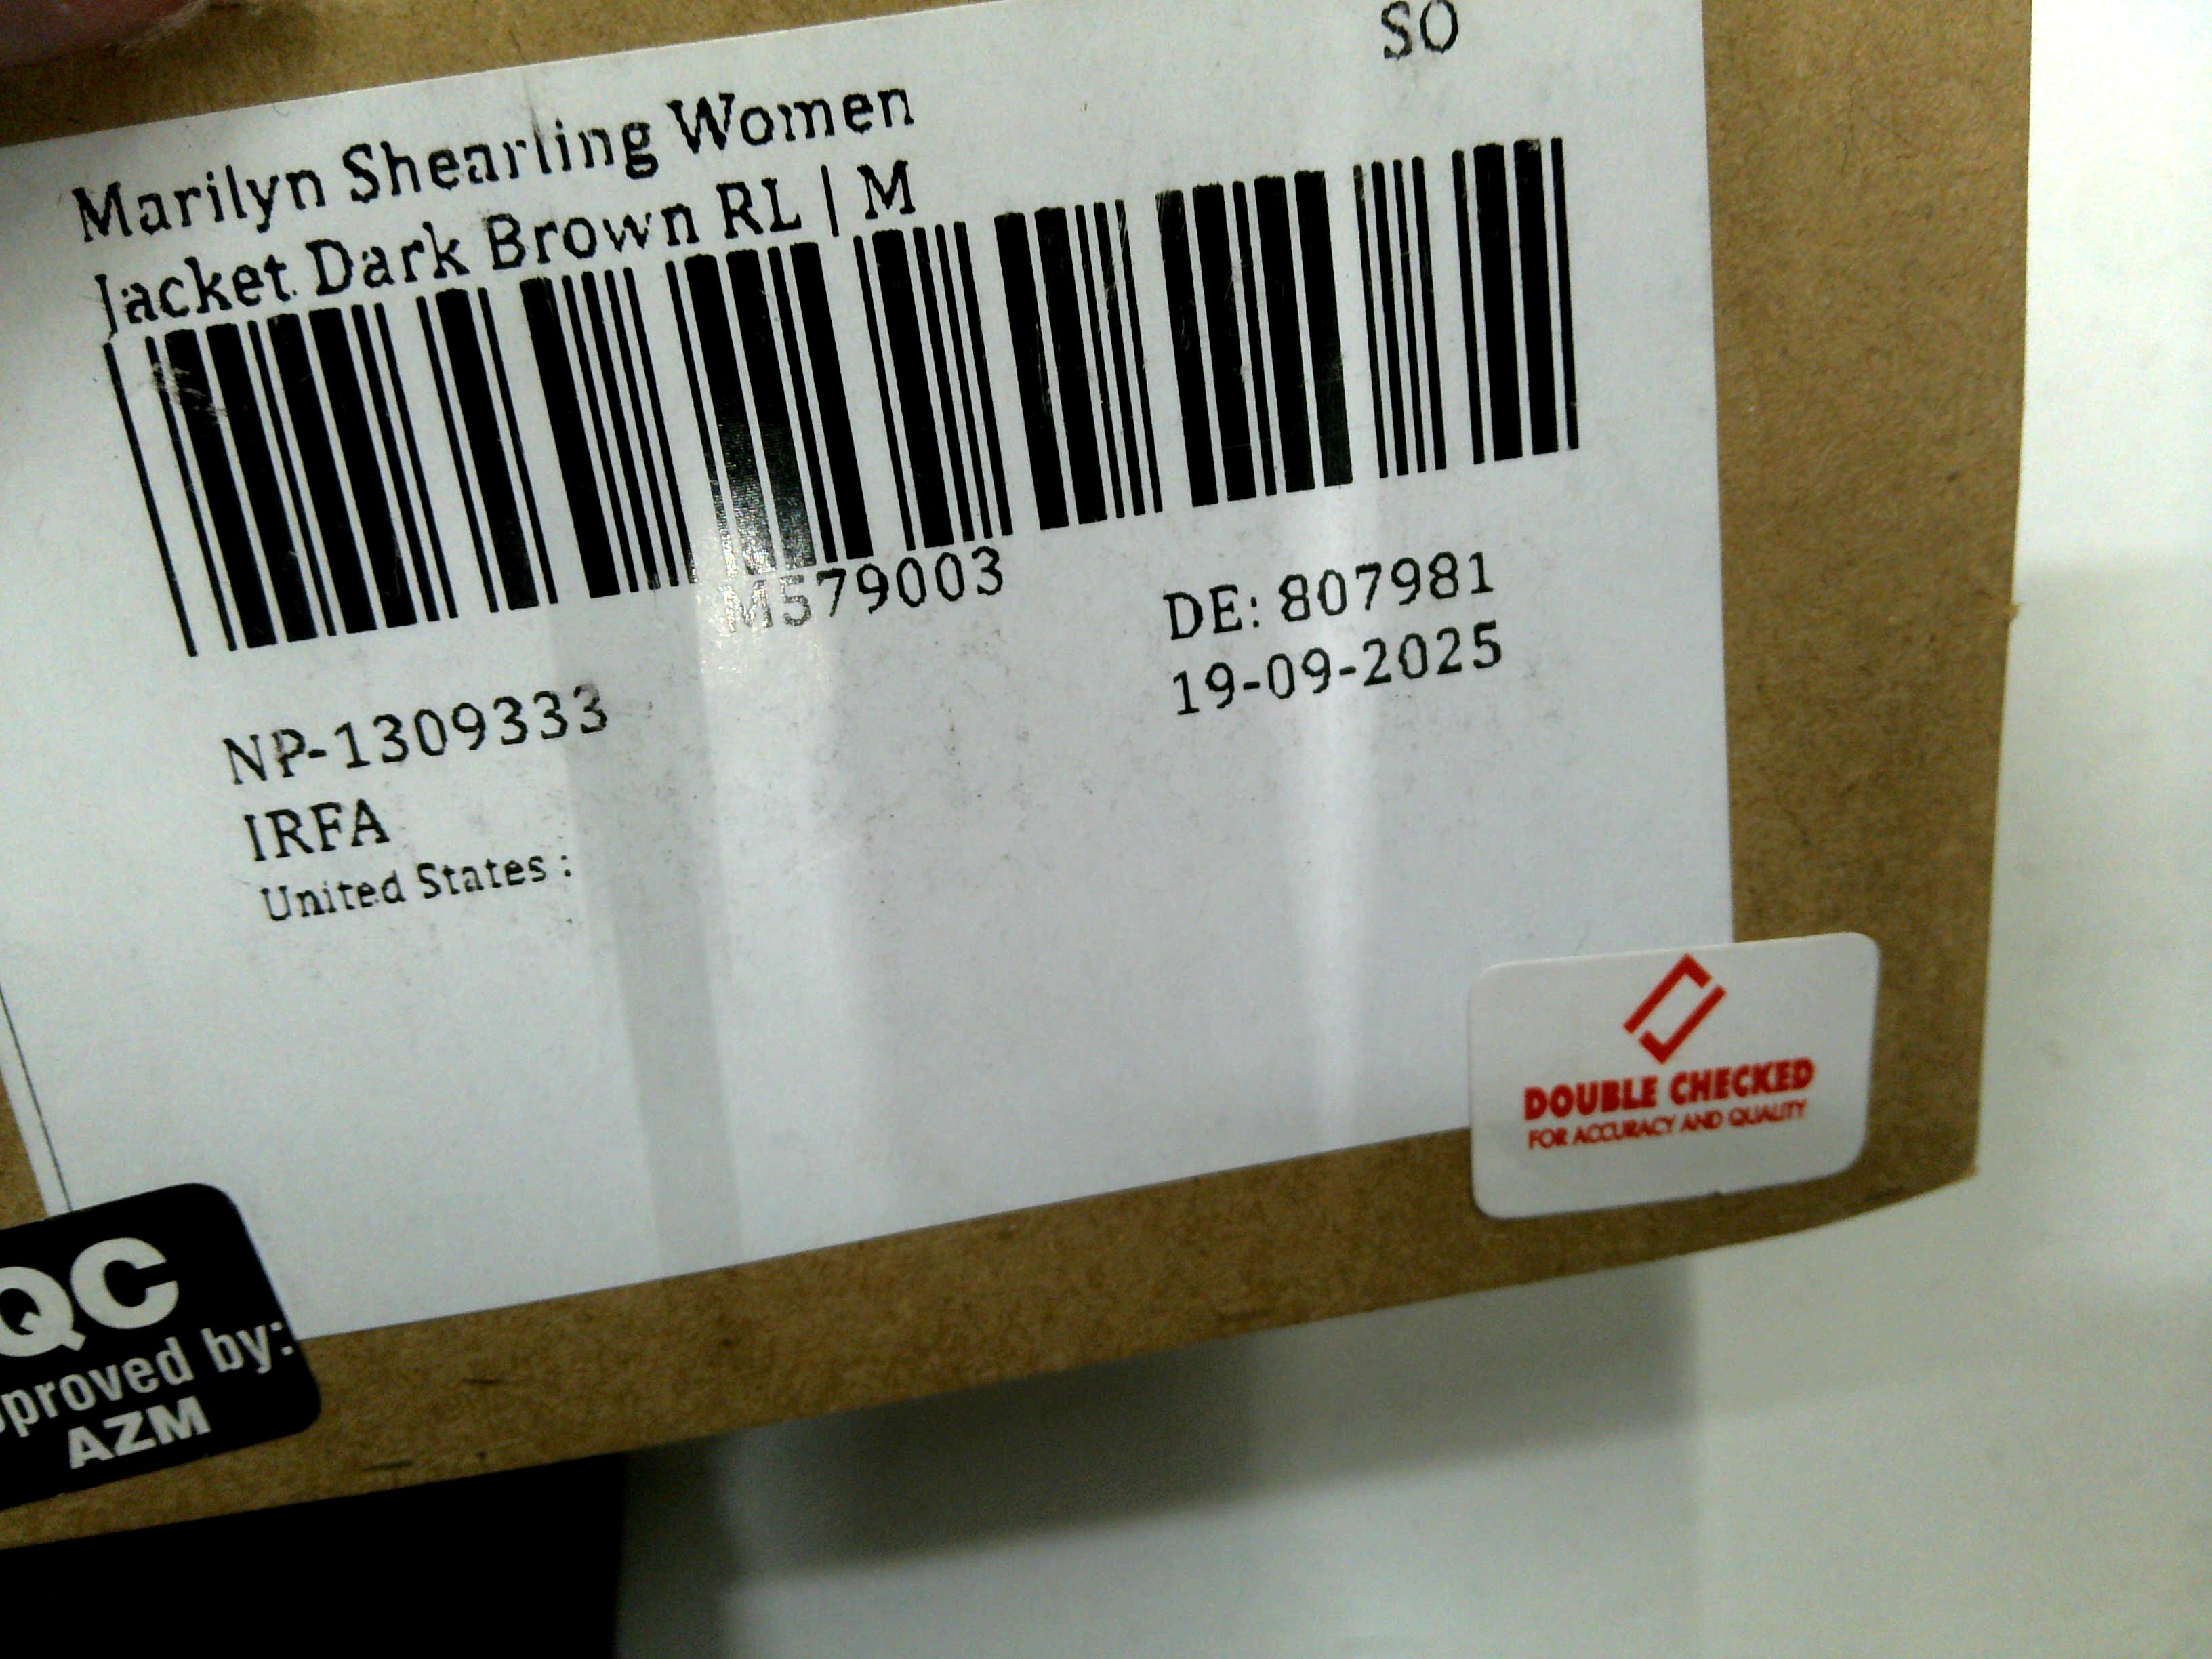 SO
Marilyn Shearling Women
Jacket Dark Brown RL | M
M579003
DE: 807981
19-09-2025
NP-1309333
IRFA
United States :
DOUBLE CHECKED
FOR ACCURACY AND QUALITY
QC
pproved by:
AZM